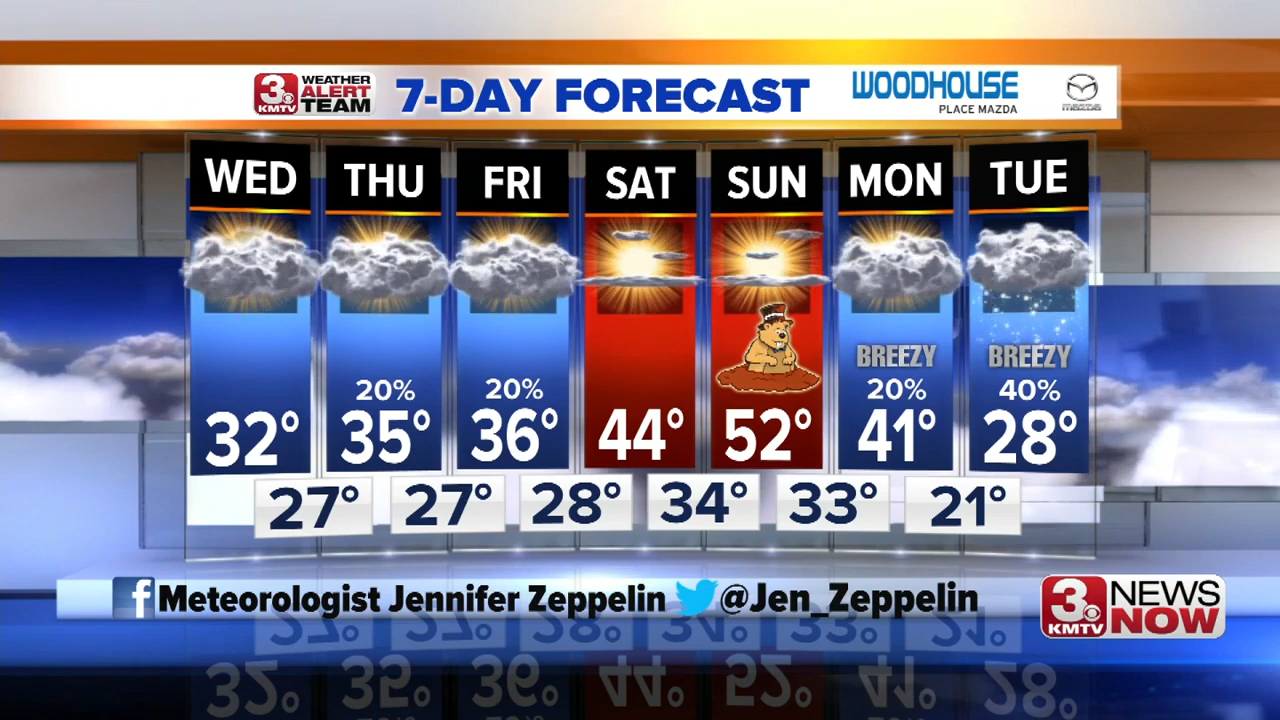 3 KMTV WEATHER ALERT TEAM
7-DAY FORECAST
WOODHOUSE
PLACE MAZDA
mazda
WED THU FRI SAT SUN MON TUE
BREEZY BREEZY
20% 20% 20% 40%
32° 35° 36° 44° 52° 41° 28°
27° 27° 28° 34° 33° 21°
f Meteorologist Jennifer Zeppelin @Jen_Zeppelin
3 KMTV NEWS NOW